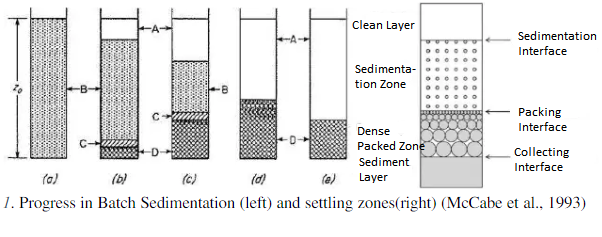 Z₀
A
B
C
D
B
C
A
D
(a)
(b)
(c)
(d)
(e)
Clean Layer
Sedimenta-
tion Zone
Dense
Packed Zone
Sediment
Layer
Sedimentation
Interface
Packing
Interface
Collecting
Interface
1. Progress in Batch Sedimentation (left) and settling zones(right) (McCabe et al., 1993)